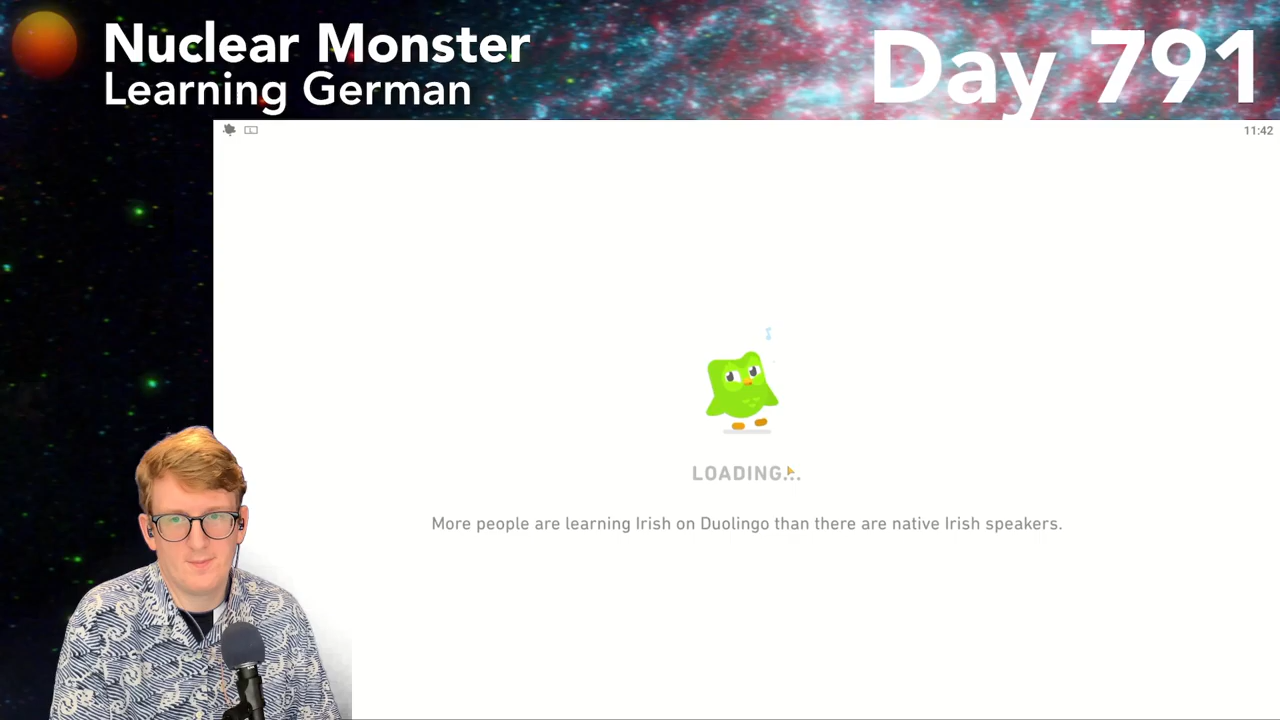 Nuclear Monster
Learning German
Day 791
11:42
LOADING...
More people are learning Irish on Duolingo than there are native Irish speakers.